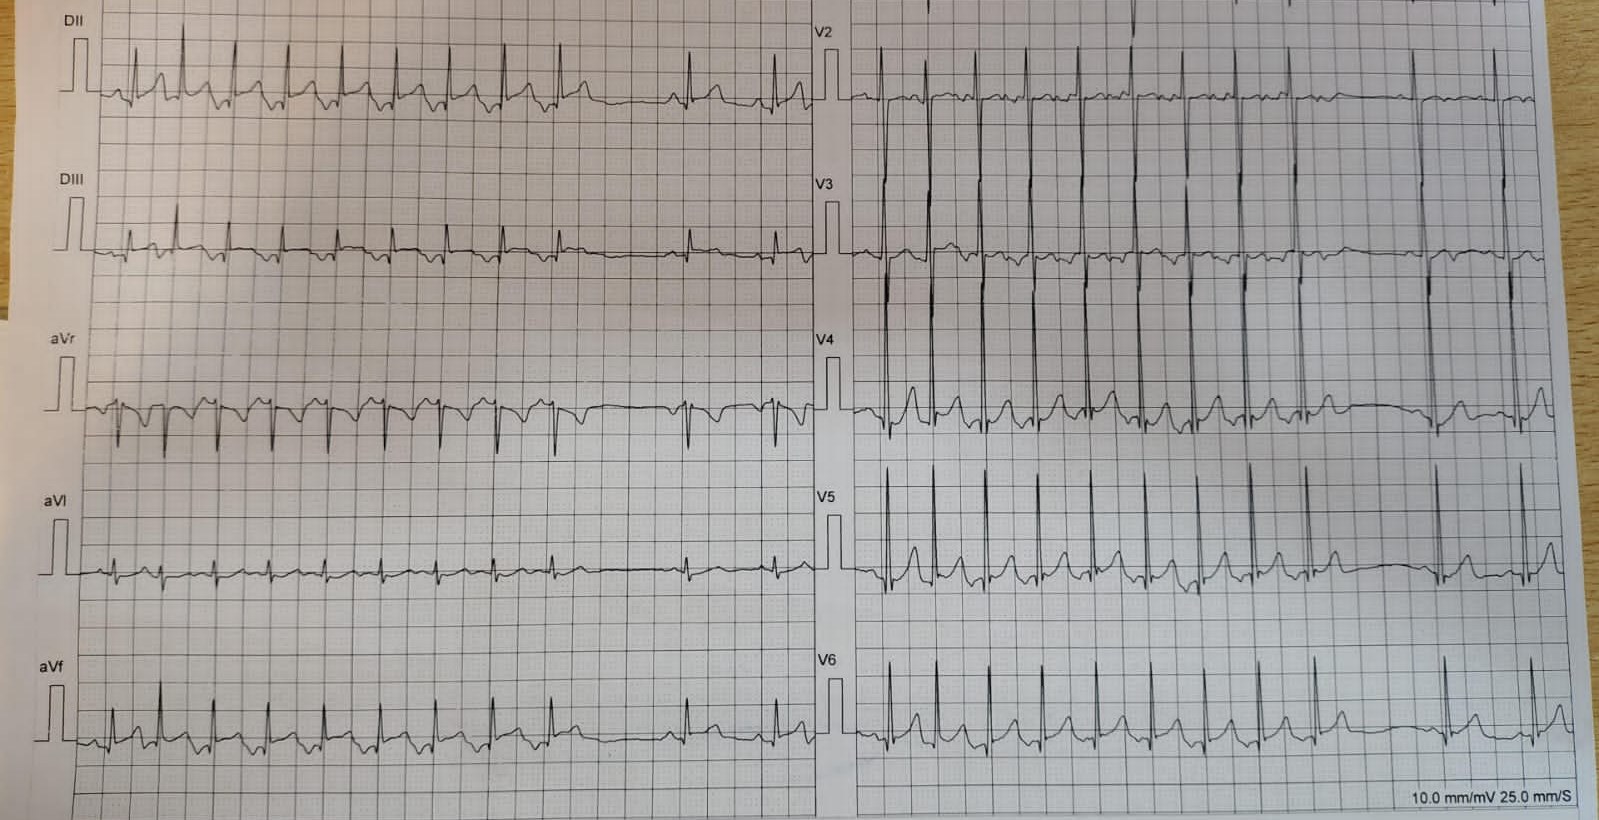 DII
DIII
aVr
aVl
aVf
V2
V3
V4
V5
V6
10.0 mm/mV 25.0 mm/S